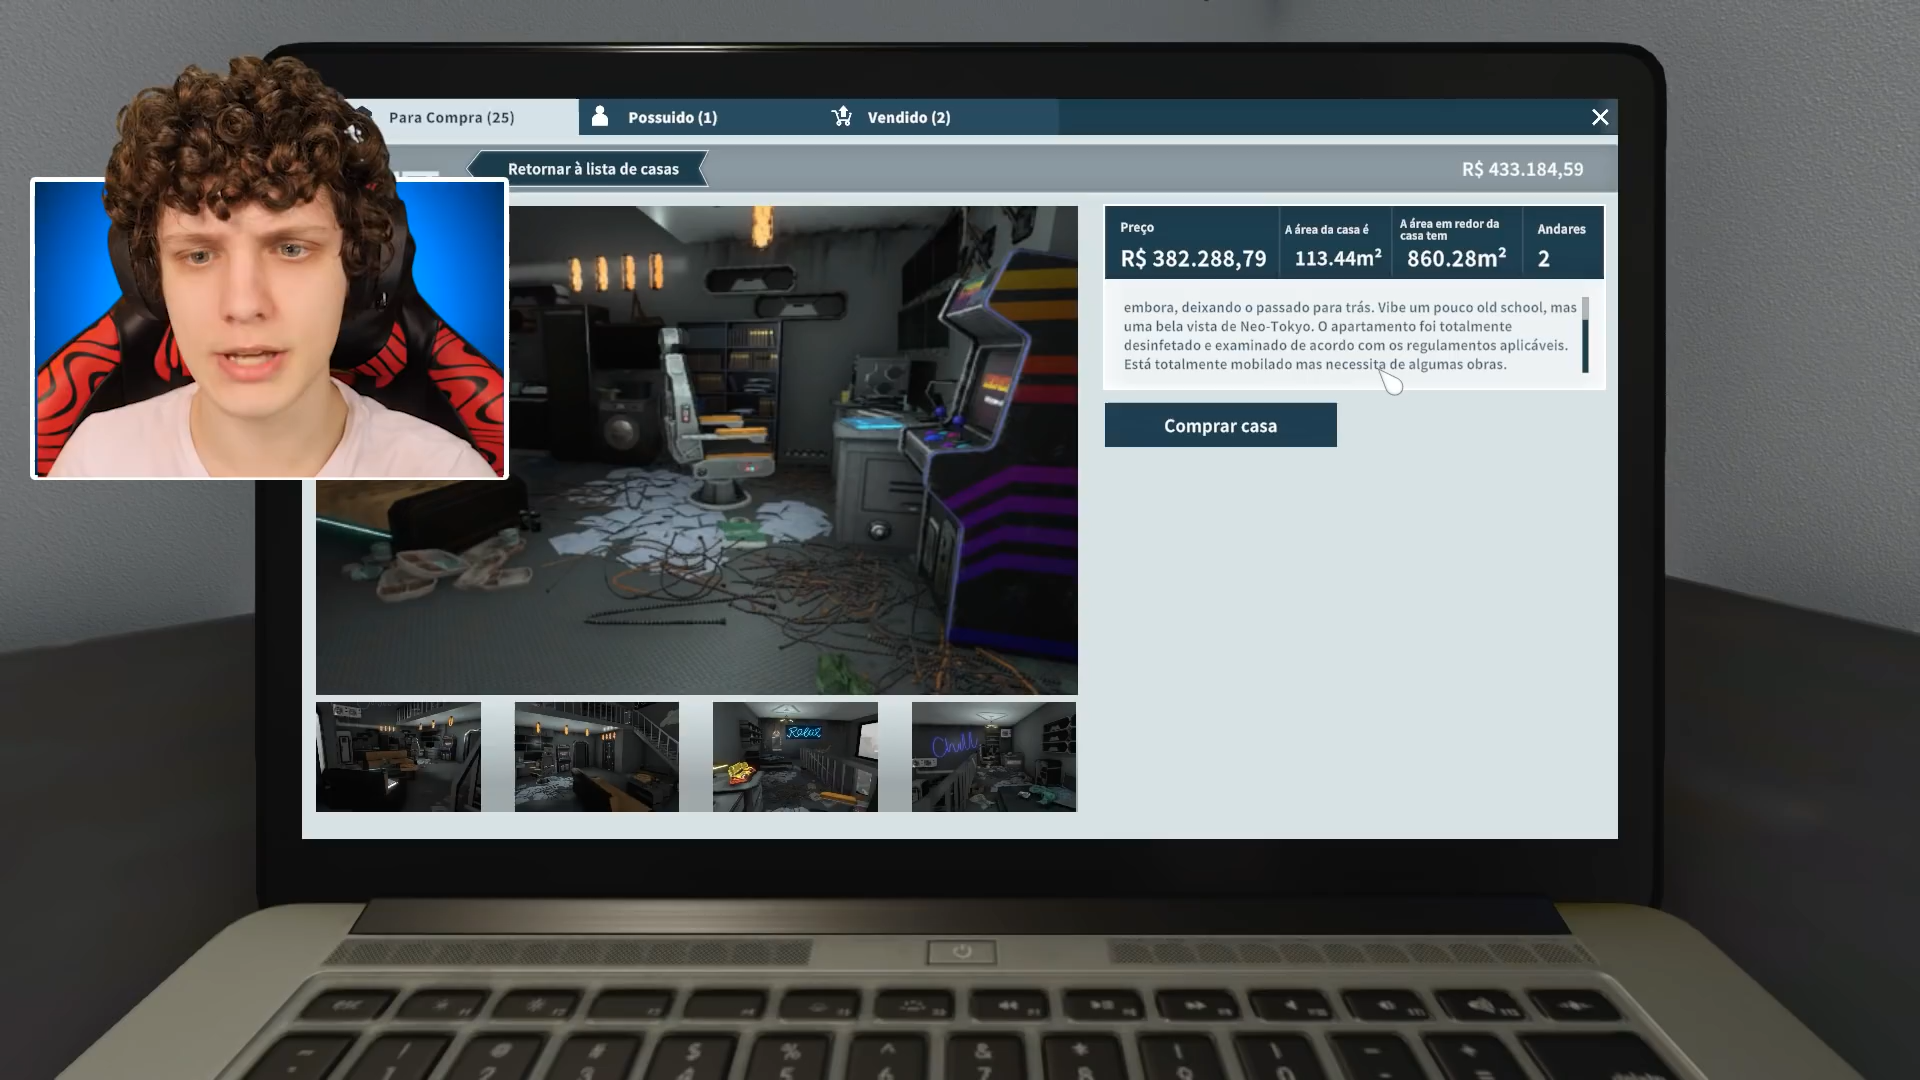 Para Compra (25)
Possuido (1)
Vendido (2)
Retornar à lista de casas
R$ 433.184,59
Preço
R$ 382.288,79
A área da casa é
113.44m²
A área em redor da
casa tem
860.28m²
Andares
2
embora, deixando o passado para trás. Vibe um pouco old school, mas
uma bela vista de Neo-Tokyo. O apartamento foi totalmente
desinfetado e examinado de acordo com os regulamentos aplicáveis.
Está totalmente mobilado mas necessita de algumas obras.
Comprar casa
Relax
Chill
esc